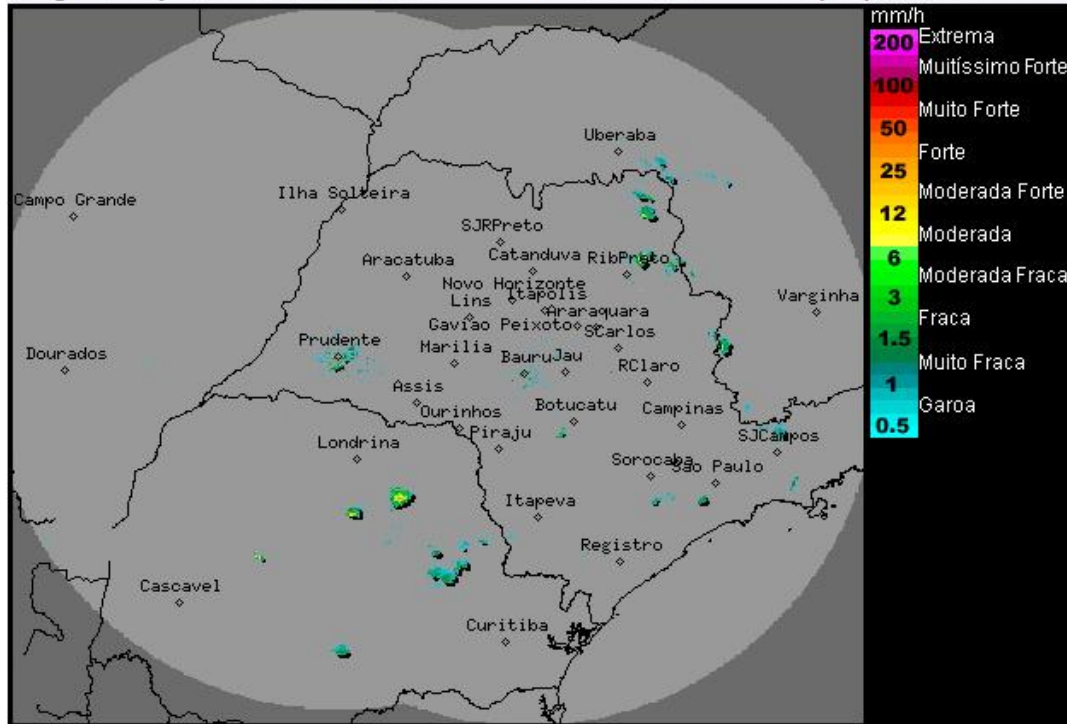 mm/h
200 Extrema
Muitíssimo Forte
100
Muito Forte
50
Forte
25
Moderada Forte
12
Moderada
6
Moderada Fraca
3
Fraca
1.5
Muito Fraca
1
Garoa
0.5
Uberaba
Campo Grande
Ilha Solteira
SJRPreto
Aracatuba
Catanduva
RibPreto
Novo Horizonte
Itapolis
Lins
Araraquara
Varginha
Gaviao Peixoto
SCarlos
Prudente
Marilia
Dourados
Bauru
Jau
RClaro
Assis
Ourinhos
Botucatu
Campinas
Piraju
SJCampos
Londrina
Sorocaba
Sao Paulo
Itapeva
Registro
Cascavel
Curitiba